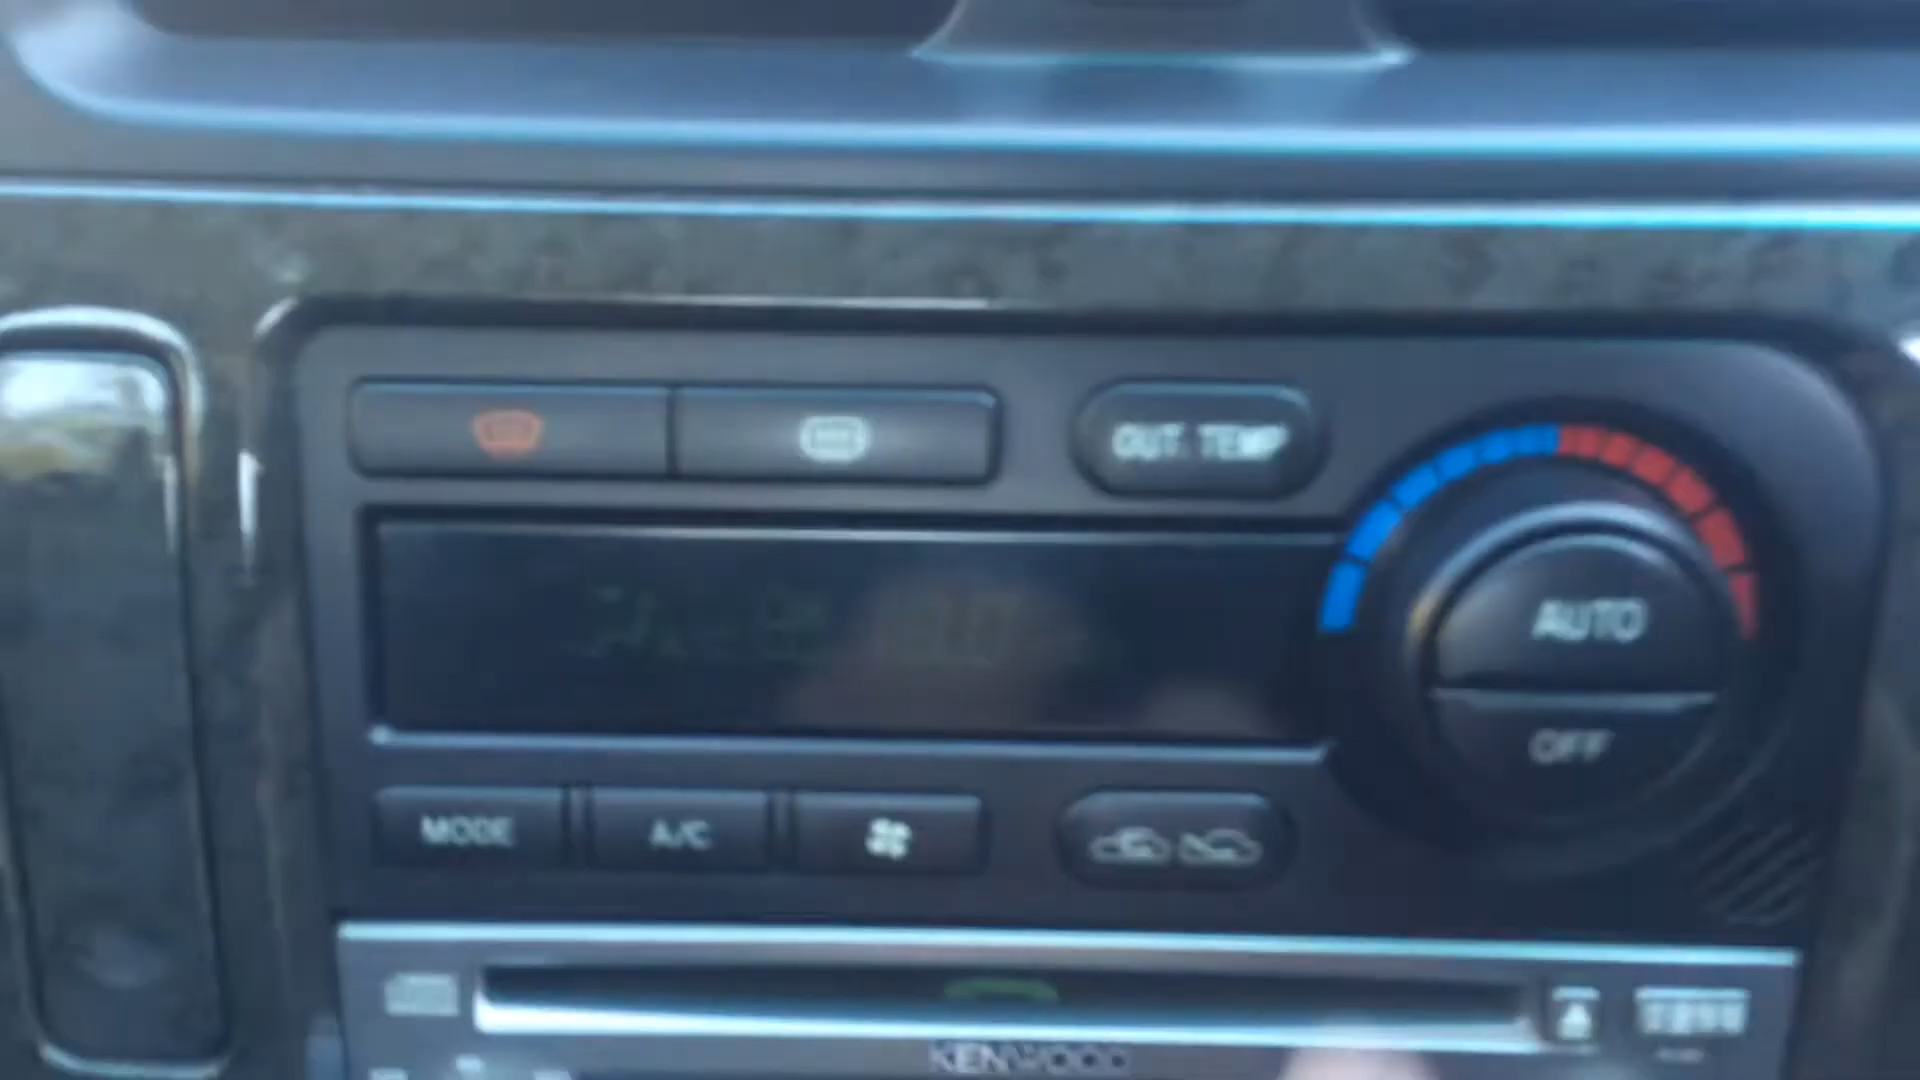 OUT. TEMP
AUTO
OFF
MODE A/C
KENWOOD